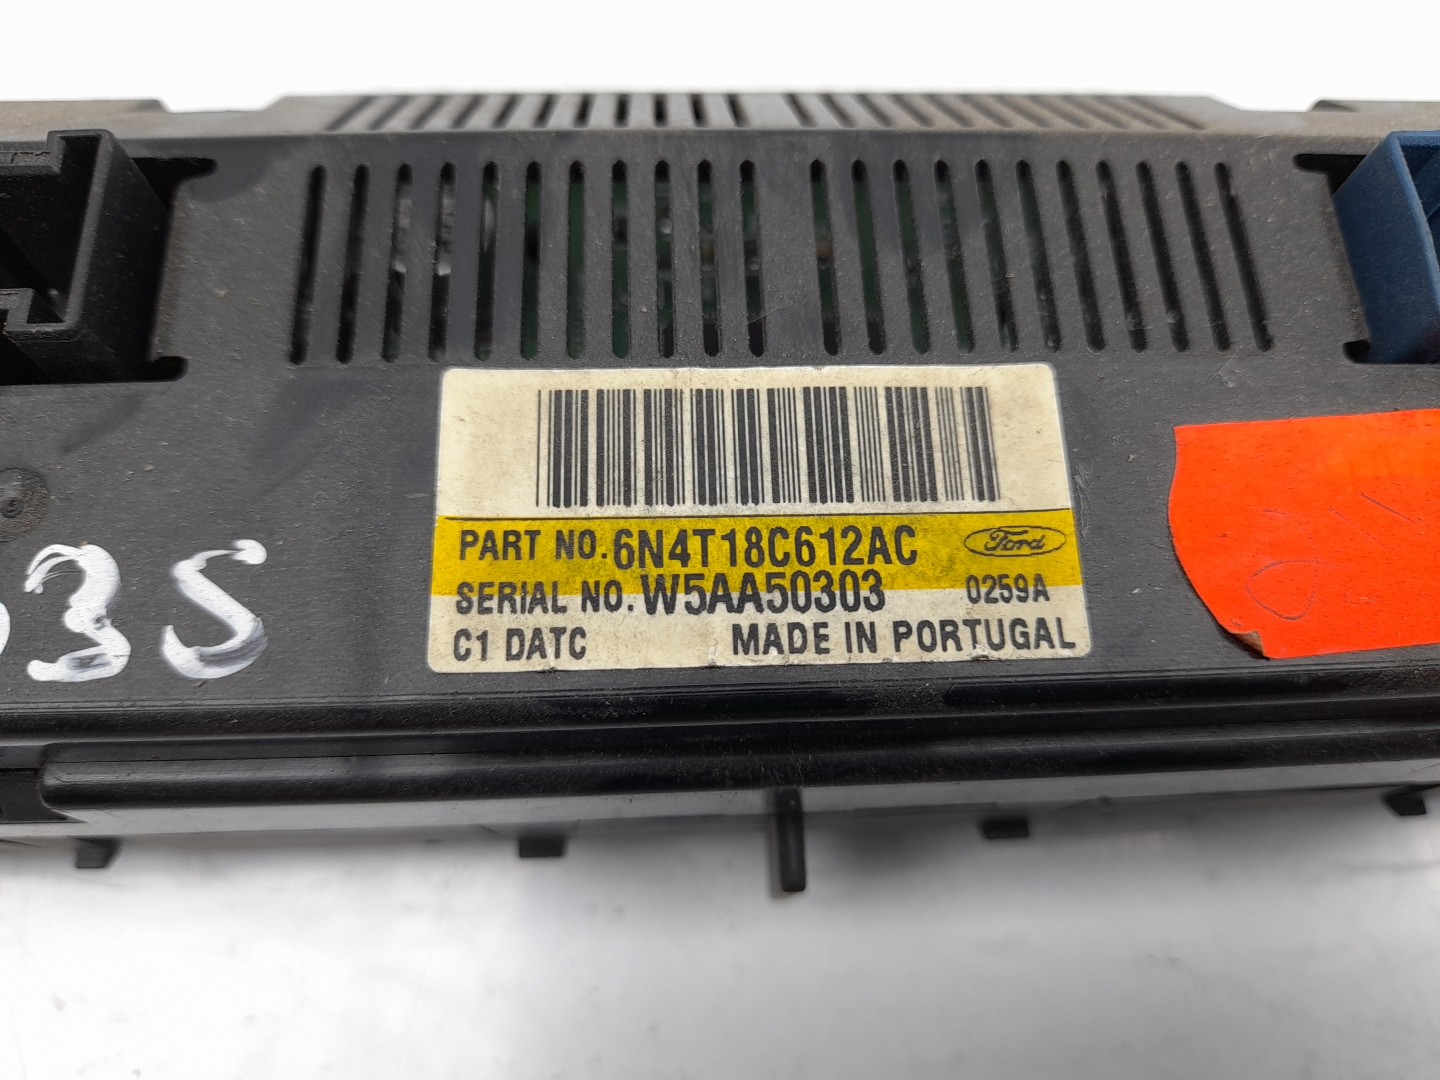 PART NO. 6N4T18C612AC Ford
SERIAL NO. W5AA50303 0259A
C1 DATC MADE IN PORTUGAL